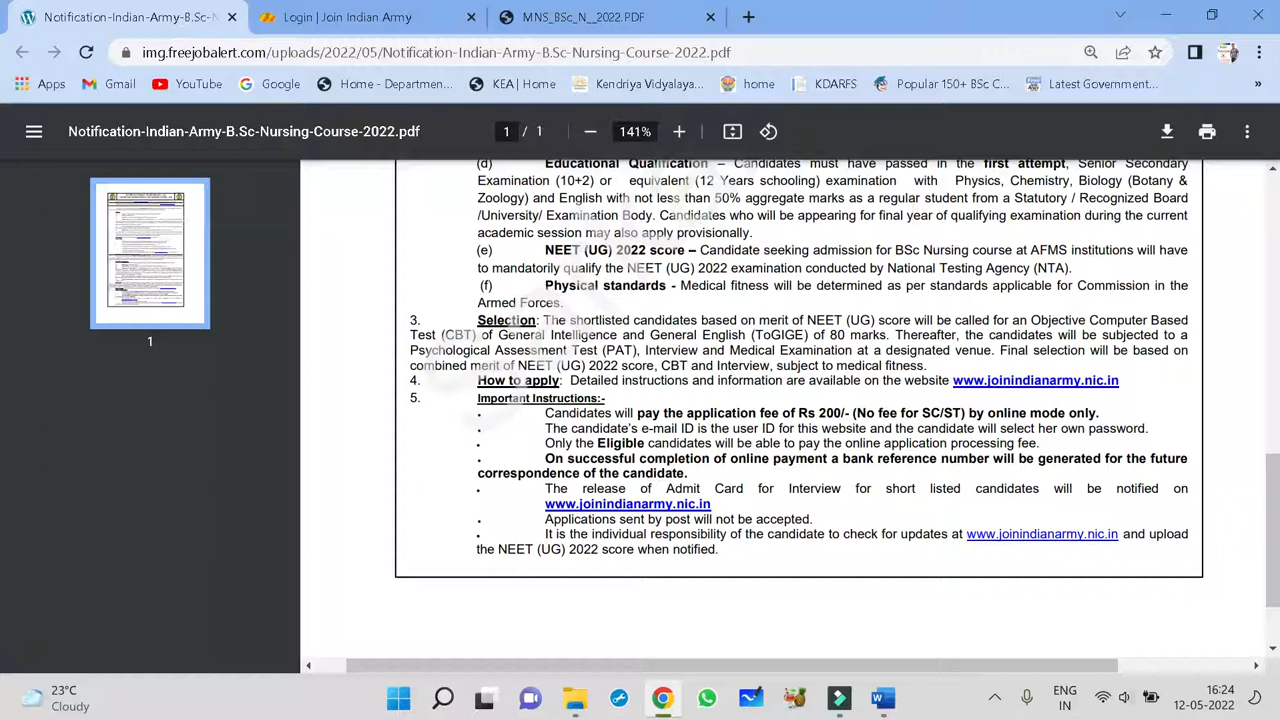 Notification-Indian-Army-B.Sc-N
Login | Join Indian Army
MNS_BSc_N__2022.PDF
img.freejobalert.com/uploads/2022/05/Notification-Indian-Army-B.Sc-Nursing-Course-2022.pdf
Apps Gmail YouTube Google Home - Departmen... KEA | Home Kendriya Vidyalaya... home KDARFS Popular 150+ BSc C... Latest Government... »
Notification-Indian-Army-B.Sc-Nursing-Course-2022.pdf 1 / 1 141%
1
(d) Educational Qualification – Candidates must have passed in the first attempt, Senior Secondary
Examination (10+2) or equivalent (12 Years schooling) examination with Physics, Chemistry, Biology (Botany &
Zoology) and English with not less than 50% aggregate marks as a regular student from a Statutory / Recognized Board
/University/ Examination Body. Candidates who will be appearing for final year of qualifying examination during the current
academic session may also apply provisionally.
(e) NEET (UG) 2022 score – Candidate seeking admission for BSc Nursing course at AFMS institutions will have
to mandatorily qualify the NEET (UG) 2022 examination conducted by National Testing Agency (NTA).
(f) Physical standards - Medical fitness will be determined as per standards applicable for Commission in the
Armed Forces.
3. Selection: The shortlisted candidates based on merit of NEET (UG) score will be called for an Objective Computer Based
Test (CBT) of General Intelligence and General English (ToGIGE) of 80 marks. Thereafter, the candidates will be subjected to a
Psychological Assessment Test (PAT), Interview and Medical Examination at a designated venue. Final selection will be based on
combined merit of NEET (UG) 2022 score, CBT and Interview, subject to medical fitness.
4. How to apply: Detailed instructions and information are available on the website www.joinindianarmy.nic.in
5. Important Instructions:-
. Candidates will pay the application fee of Rs 200/- (No fee for SC/ST) by online mode only.
. The candidate's e-mail ID is the user ID for this website and the candidate will select her own password.
. Only the Eligible candidates will be able to pay the online application processing fee.
. On successful completion of online payment a bank reference number will be generated for the future
correspondence of the candidate.
. The release of Admit Card for Interview for short listed candidates will be notified on
www.joinindianarmy.nic.in
. Applications sent by post will not be accepted.
. It is the individual responsibility of the candidate to check for updates at www.joinindianarmy.nic.in and upload
the NEET (UG) 2022 score when notified.
23°C
Cloudy
ENG
IN
16:24
12-05-2022